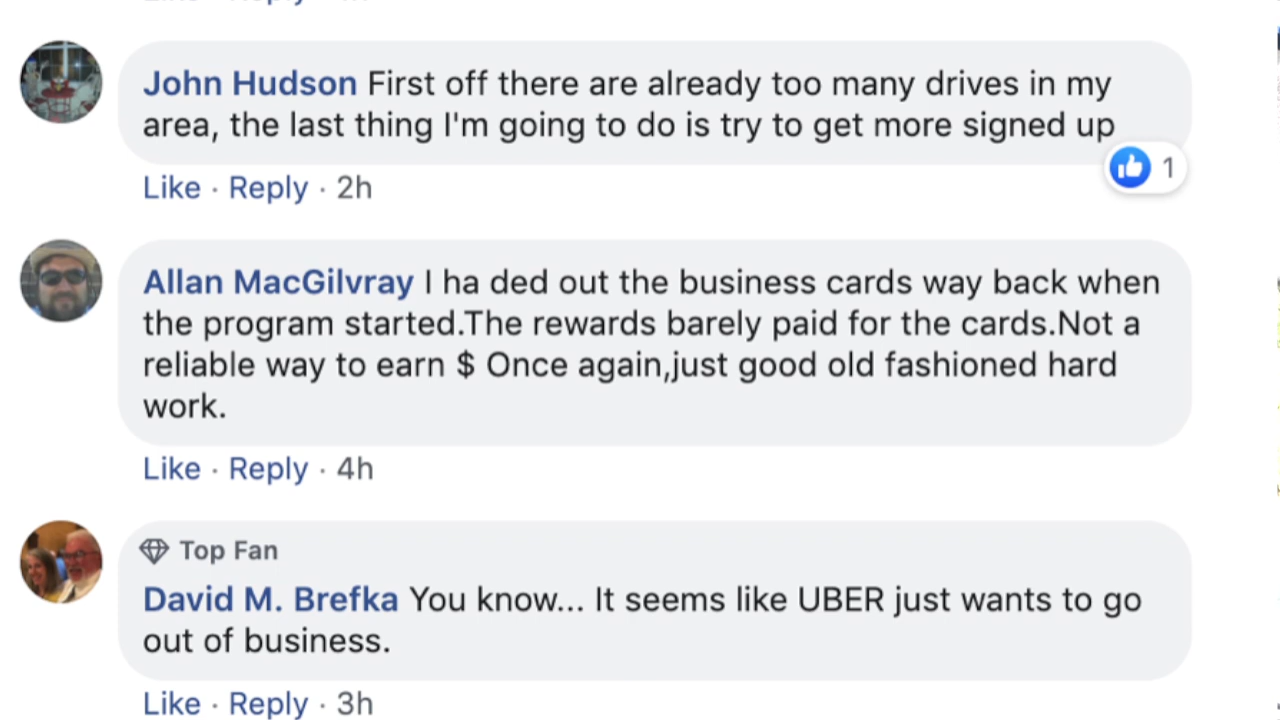 John Hudson First off there are already too many drives in my
area, the last thing I'm going to do is try to get more signed up
1
Like · Reply · 2h
Allan MacGilvray I ha ded out the business cards way back when
the program started.The rewards barely paid for the cards.Not a
reliable way to earn $ Once again,just good old fashioned hard
work.
Like · Reply · 4h
Top Fan
David M. Brefka You know... It seems like UBER just wants to go
out of business.
Like · Reply · 3h